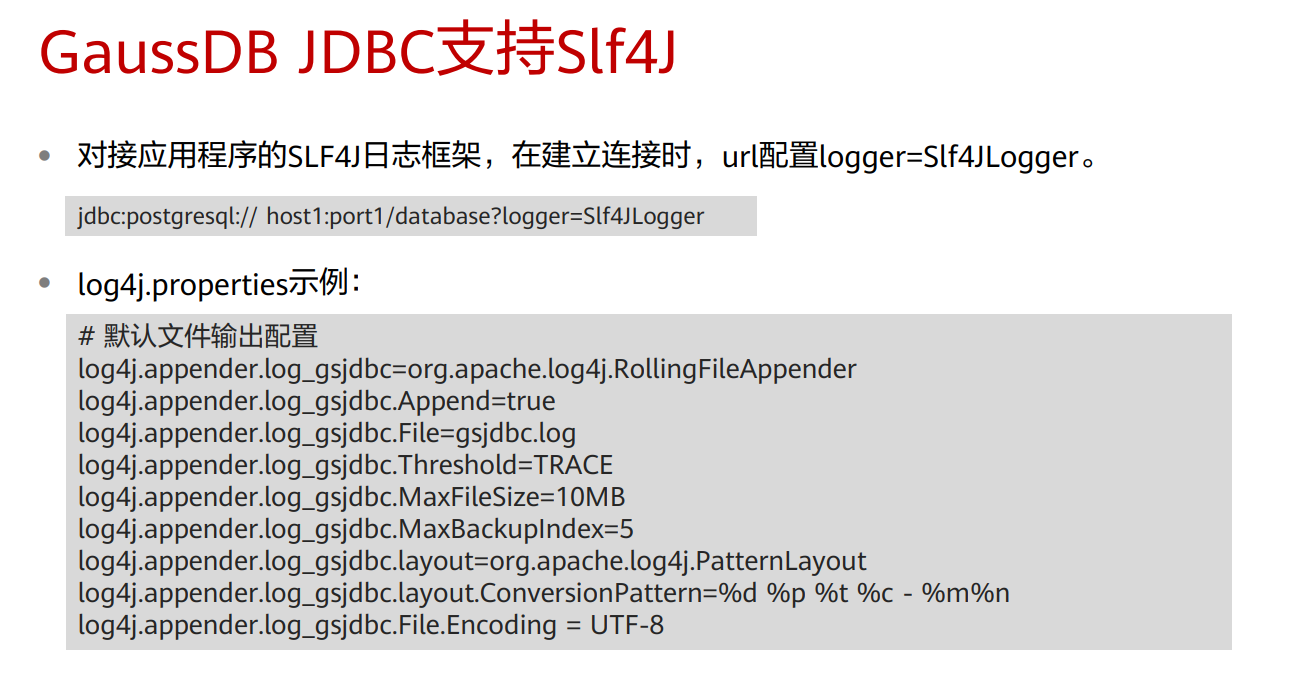 GaussDB JDBC支持Slf4J
对接应用程序的SLF4J日志框架，在建立连接时，url配置logger=Slf4JLogger。
jdbc:postgresql:// host1:port1/database?logger=Slf4JLogger
log4j.properties示例：
# 默认文件输出配置
log4j.appender.log_gsjdbc=org.apache.log4j.RollingFileAppender
log4j.appender.log_gsjdbc.Append=true
log4j.appender.log_gsjdbc.File=gsjdbc.log
log4j.appender.log_gsjdbc.Threshold=TRACE
log4j.appender.log_gsjdbc.MaxFileSize=10MB
log4j.appender.log_gsjdbc.MaxBackupIndex=5
log4j.appender.log_gsjdbc.layout=org.apache.log4j.PatternLayout
log4j.appender.log_gsjdbc.layout.ConversionPattern=%d %p %t %c - %m%n
log4j.appender.log_gsjdbc.File.Encoding = UTF-8